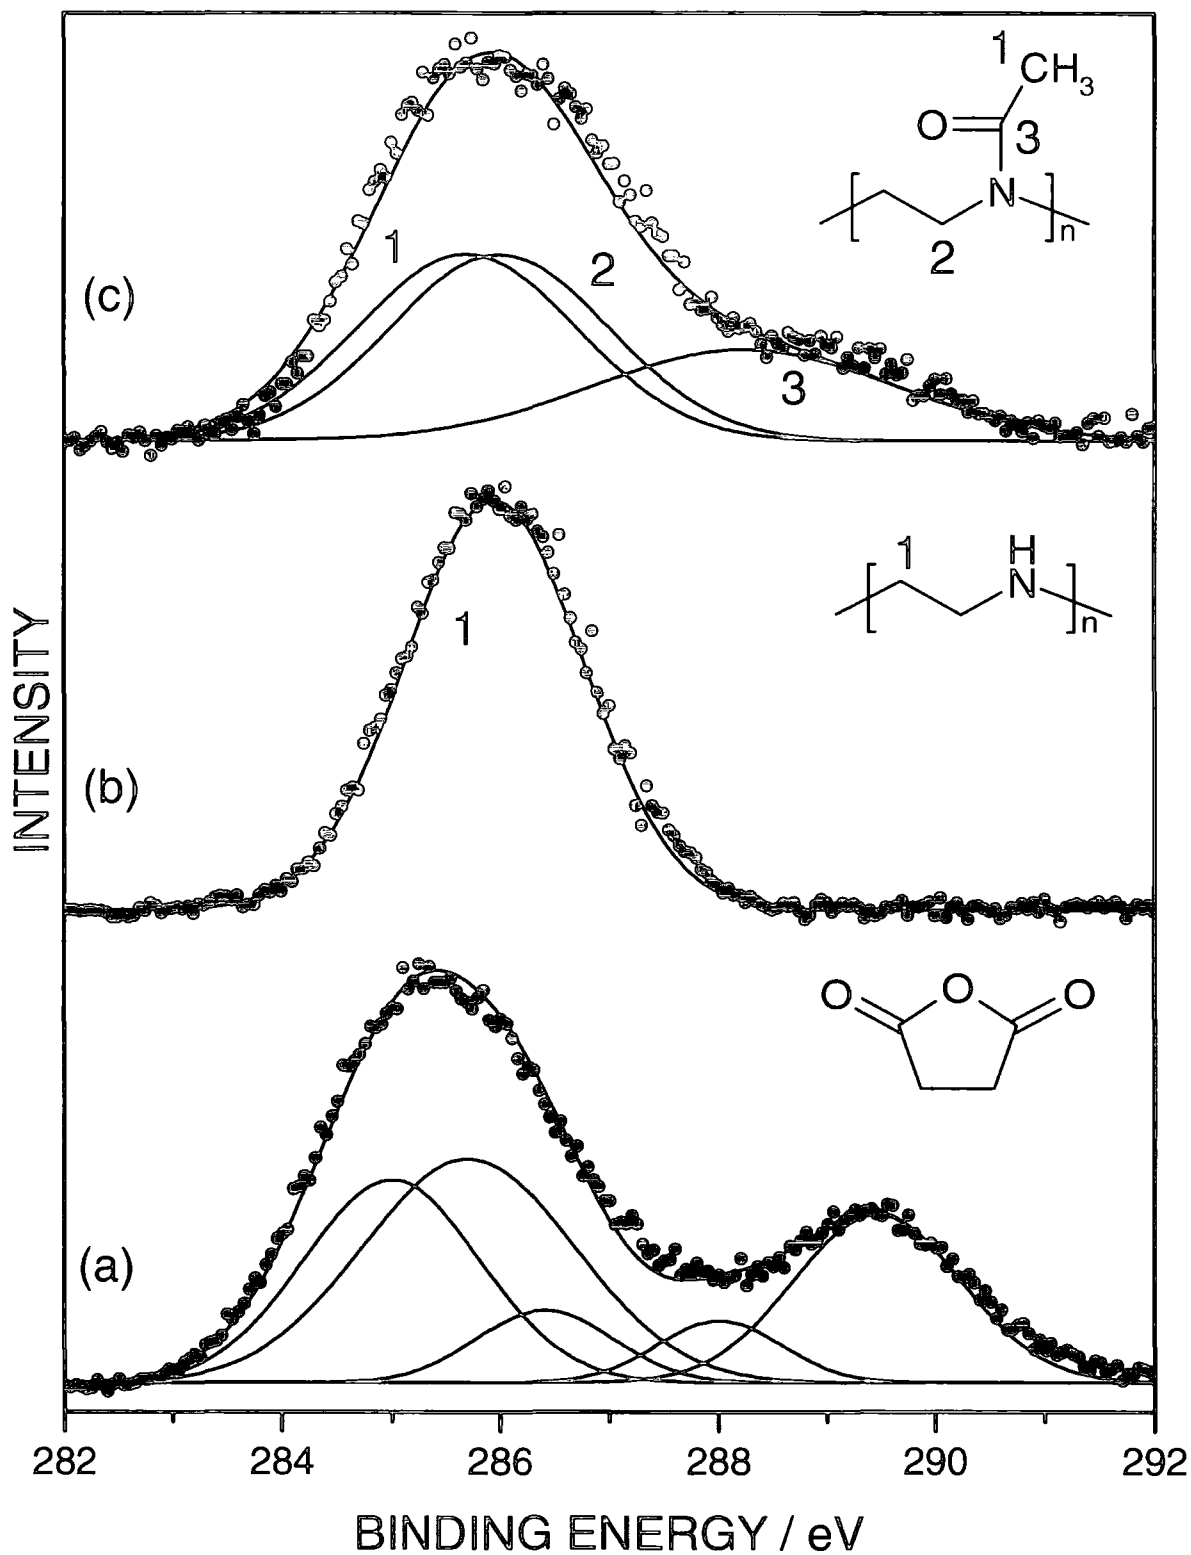 1
CH3
O
3
N
[ ]n
2
1
2
(c)
3
H
1
N
[ ]n
1
INTENSITY
(b)
O
O
O
(a)
282 284 286 288 290 292
BINDING ENERGY / eV